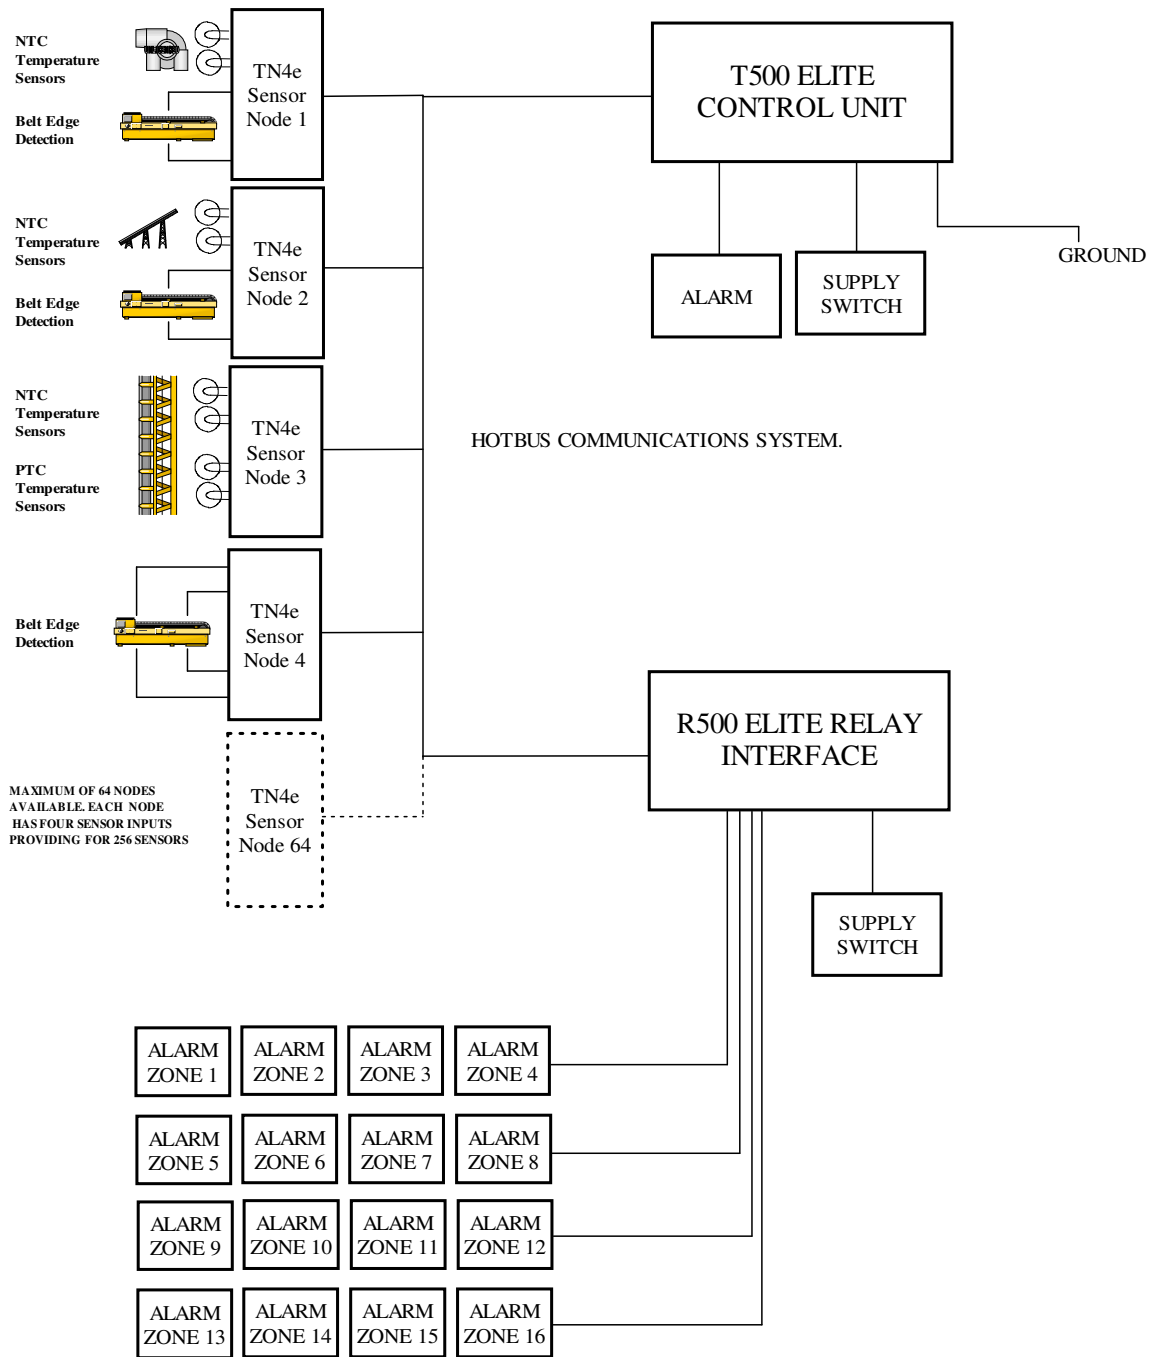 NTC
Temperature
Sensors
Belt Edge
Detection
TN4e
Sensor
Node 1
T500 ELITE
CONTROL UNIT
NTC
Temperature
Sensors
Belt Edge
Detection
TN4e
Sensor
Node 2
ALARM
SUPPLY
SWITCH
GROUND
NTC
Temperature
Sensors
PTC
Temperature
Sensors
TN4e
Sensor
Node 3
HOTBUS COMMUNICATIONS SYSTEM.
Belt Edge
Detection
TN4e
Sensor
Node 4
R500 ELITE RELAY
INTERFACE
MAXIMUM OF 64 NODES
AVAILABLE. EACH NODE
HAS FOUR SENSOR INPUTS
PROVIDING FOR 256 SENSORS
TN4e
Sensor
Node 64
SUPPLY
SWITCH
ALARM
ZONE 1
ALARM
ZONE 2
ALARM
ZONE 3
ALARM
ZONE 4
ALARM
ZONE 5
ALARM
ZONE 6
ALARM
ZONE 7
ALARM
ZONE 8
ALARM
ZONE 9
ALARM
ZONE 10
ALARM
ZONE 11
ALARM
ZONE 12
ALARM
ZONE 13
ALARM
ZONE 14
ALARM
ZONE 15
ALARM
ZONE 16